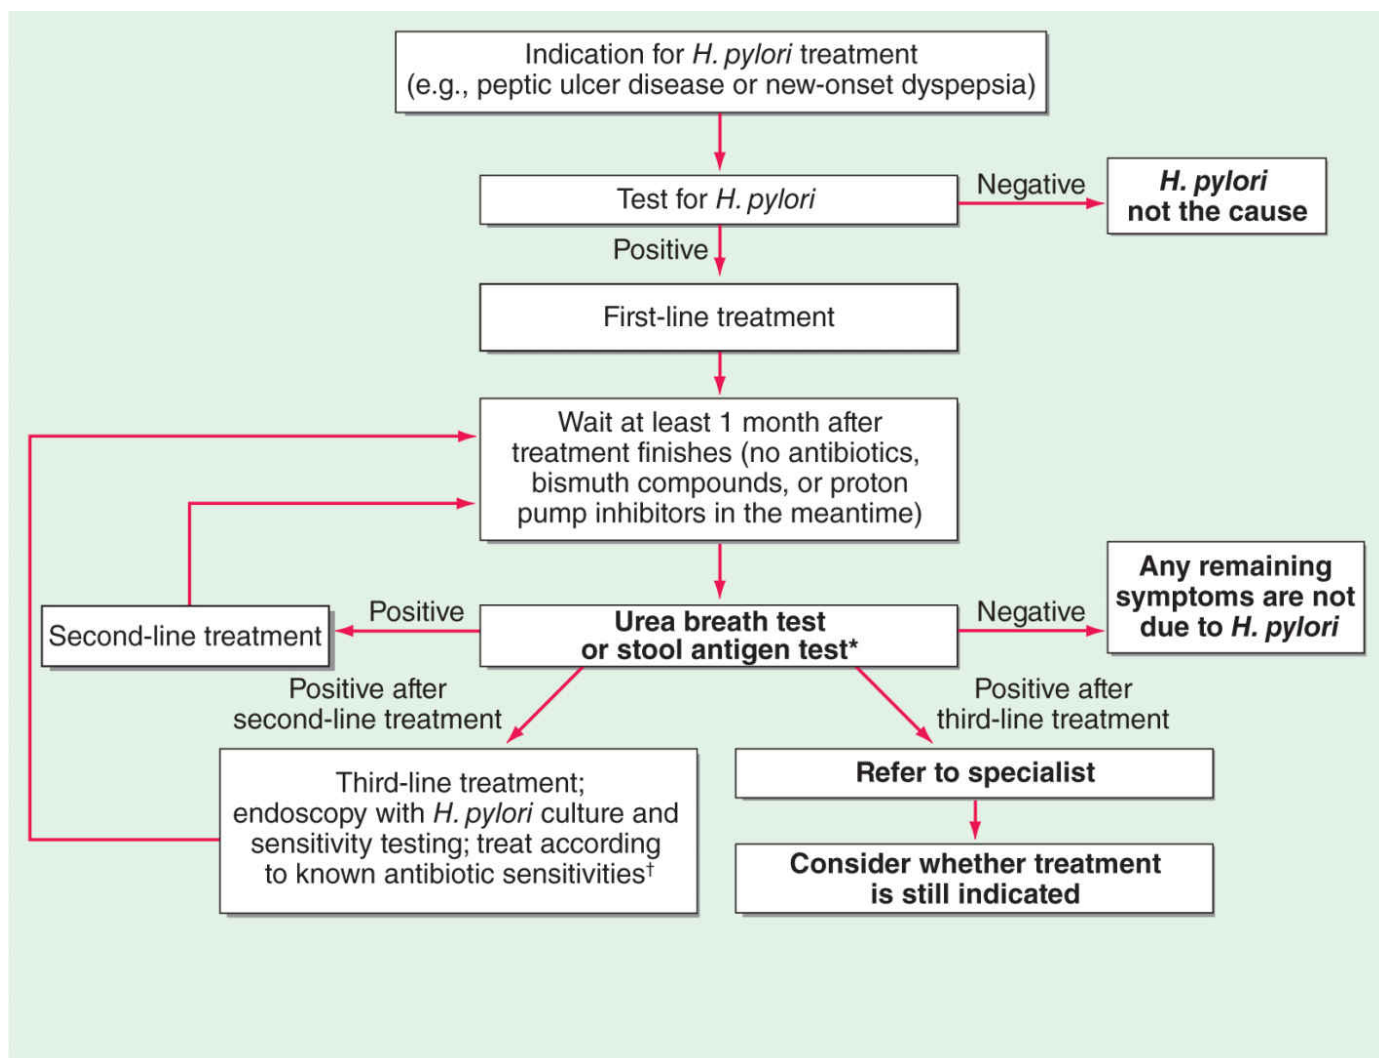 Indication for H. pylori treatment
(e.g., peptic ulcer disease or new-onset dyspepsia)
Test for H. pylori
Negative
H. pylori
not the cause
Positive
First-line treatment
Wait at least 1 month after
treatment finishes (no antibiotics,
bismuth compounds, or proton
pump inhibitors in the meantime)
Second-line treatment
Positive
Urea breath test
or stool antigen test*
Negative
Any remaining
symptoms are not
due to H. pylori
Positive after
second-line treatment
Positive after
third-line treatment
Third-line treatment;
endoscopy with H. pylori culture and
sensitivity testing; treat according
to known antibiotic sensitivities†
Refer to specialist
Consider whether treatment
is still indicated